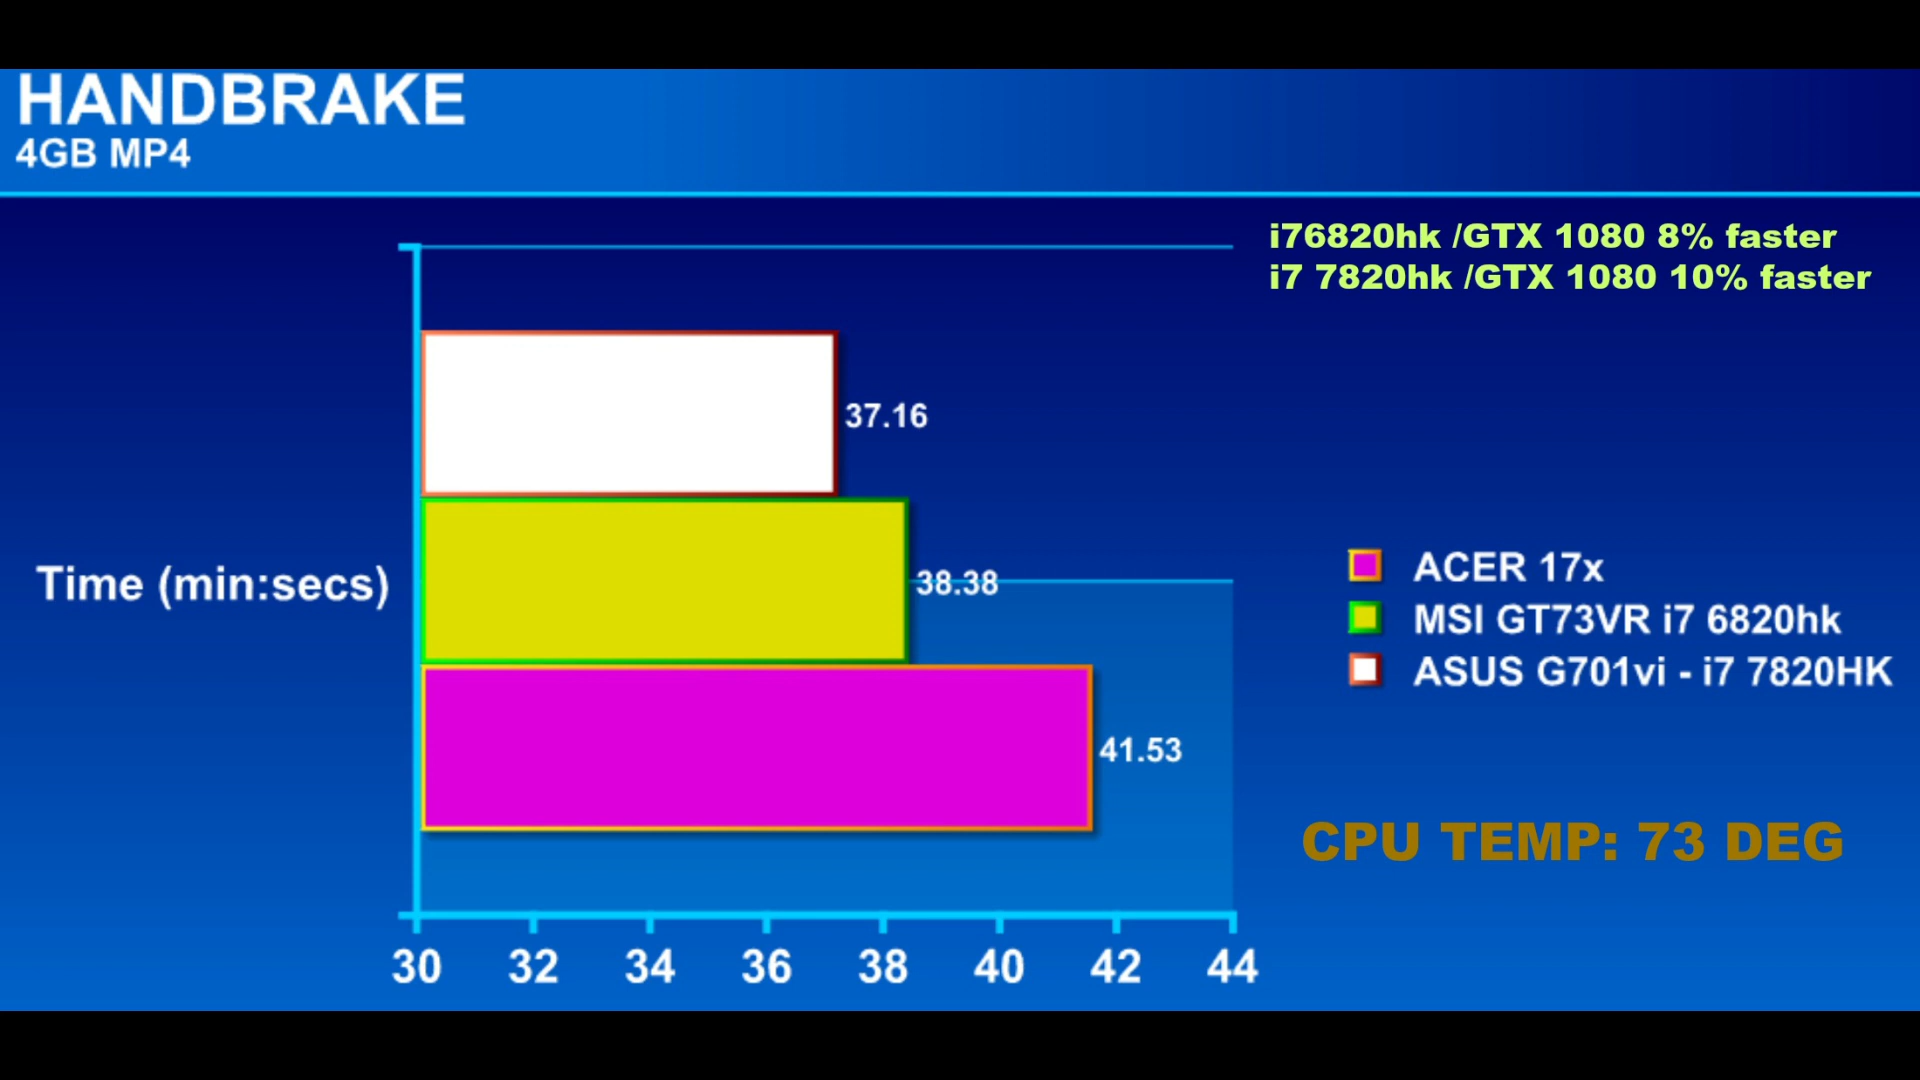 HANDBRAKE
4GB MP4
i76820hk /GTX 1080 8% faster
i7 7820hk /GTX 1080 10% faster
37.16
38.38
Time (min:secs)
41.53
ACER 17x
MSI GT73VR i7 6820hk
ASUS G701vi - i7 7820HK
CPU TEMP: 73 DEG
30 32 34 36 38 40 42 44